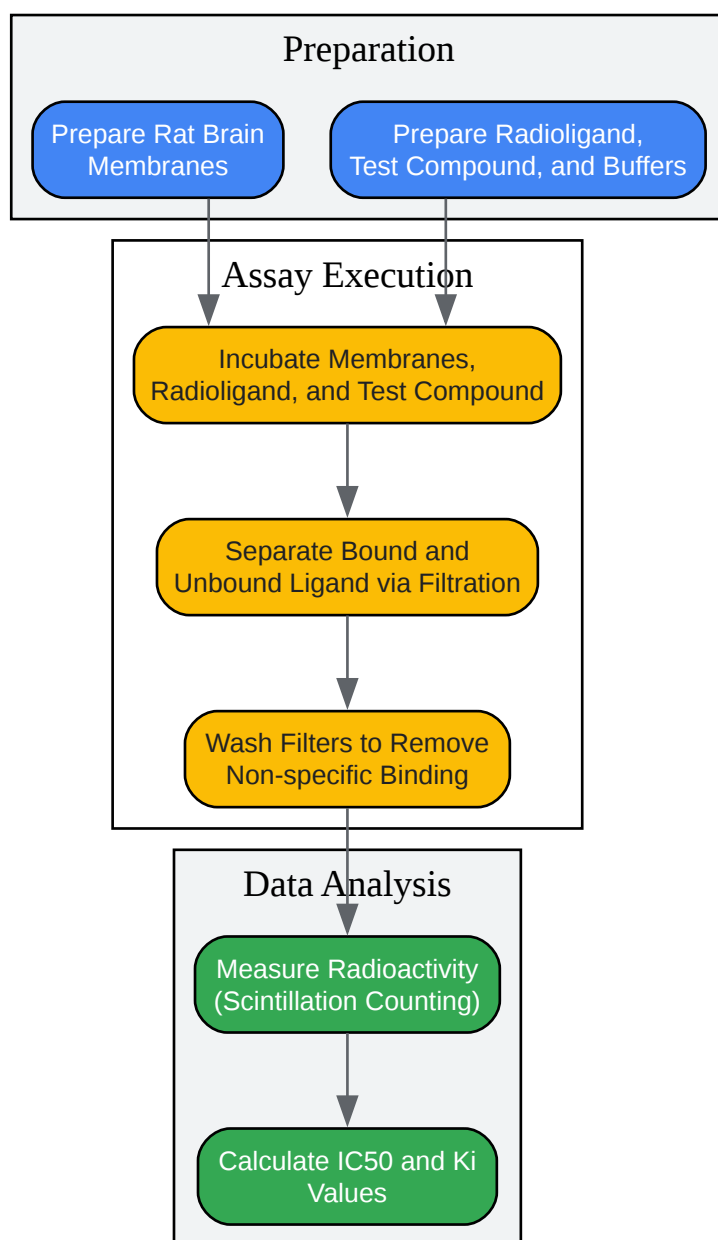 Preparation
Prepare Rat Brain
Membranes
Prepare Radioligand,
Test Compound, and Buffers
Assay Execution
Incubate Membranes,
Radioligand, and Test Compound
Separate Bound and
Unbound Ligand via Filtration
Wash Filters to Remove
Non-specific Binding
Data Analysis
Measure Radioactivity
(Scintillation Counting)
Calculate IC50 and Ki
Values